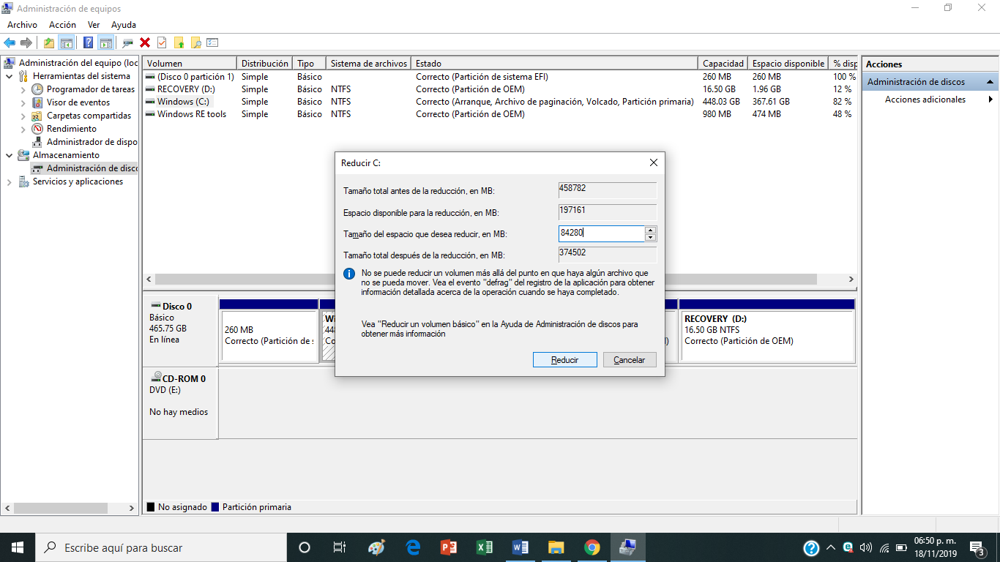 Administración de equipos
Archivo Acción Ver Ayuda
Administración del equipo (loc
Herramientas del sistema
Programador de tareas
Visor de eventos
Carpetas compartidas
Rendimiento
Administrador de dispo
Almacenamiento
Administración de disco
Servicios y aplicaciones
Volumen Distribución Tipo Sistema de archivos Estado Capacidad Espacio disponible % disp
(Disco 0 partición 1) Simple Básico Correcto (Partición de sistema EFI) 260 MB 260 MB 100 %
RECOVERY (D:) Simple Básico NTFS Correcto (Partición de OEM) 16.50 GB 1.96 GB 12 %
Windows (C:) Simple Básico NTFS Correcto (Arranque, Archivo de paginación, Volcado, Partición primaria) 448.03 GB 367.61 GB 82 %
Windows RE tools Simple Básico NTFS Correcto (Partición de OEM) 980 MB 474 MB 48 %
Acciones
Administración de discos
Acciones adicionales
Reducir C:
Tamaño total antes de la reducción, en MB: 458782
Espacio disponible para la reducción, en MB: 197161
Tamaño del espacio que desea reducir, en MB: 84280
Tamaño total después de la reducción, en MB: 374502
No se puede reducir un volumen más allá del punto en que haya algún archivo que
no se pueda mover. Vea el evento "defrag" del registro de la aplicación para obtener
información detallada acerca de la operación cuando se haya completado.
Vea "Reducir un volumen básico" en la Ayuda de Administración de discos para
obtener más información
Reducir Cancelar
Disco 0
Básico
465.75 GB
En línea
260 MB
Correcto (Partición de s
Wi
448
Co
)
RECOVERY (D:)
16.50 GB NTFS
Correcto (Partición de OEM)
CD-ROM 0
DVD (E:)
No hay medios
No asignado Partición primaria
Escribe aquí para buscar
06:50 p. m.
18/11/2019
3